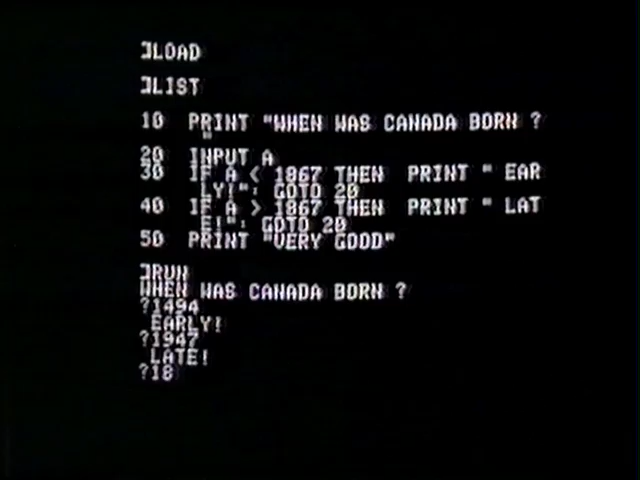 ]LOAD
]LIST
10  PRINT "WHEN WAS CANADA BORN ?
"
20  INPUT A
30  IF A < 1867 THEN  PRINT " EAR
LY!": GOTO 20
40  IF A > 1867 THEN  PRINT " LAT
E!": GOTO 20
50  PRINT "VERY GOOD"
]RUN
WHEN WAS CANADA BORN ?
?1494
EARLY!
?1947
LATE!
?18